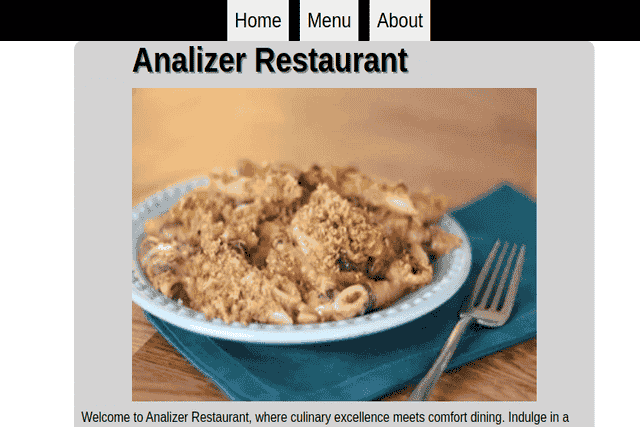 Home Menu About
Analizer Restaurant
Welcome to Analizer Restaurant, where culinary excellence meets comfort dining. Indulge in a